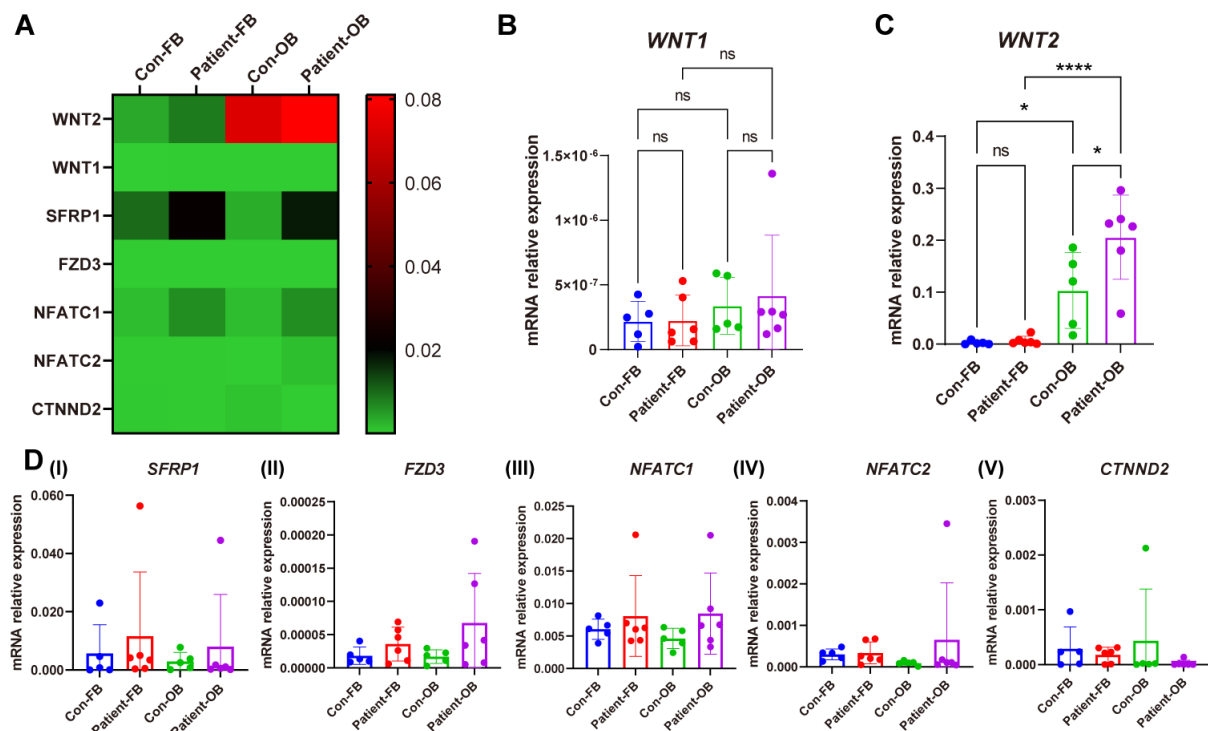 A
Con-FB
Patient-FB
Con-OB
Patient-OB
WNT2
WNT1
SFRP1
FZD3
NFATC1
NFATC2
CTNND2
0.08
0.06
0.04
0.02
B
WNT1
mRNA relative expression
1.5×10⁻⁶
1×10⁻⁶
5×10⁻⁷
0
ns
ns
ns
ns
Con-FB
Patient-FB
Con-OB
Patient-OB
C
WNT2
mRNA relative expression
0.4
0.3
0.2
0.1
0.0
****
*
ns
*
Con-FB
Patient-FB
Con-OB
Patient-OB
D
(I)
SFRP1
mRNA relative expression
0.060
0.040
0.020
0.000
Con-FB
Patient-FB
Con-OB
Patient-OB
(II)
FZD3
mRNA relative expression
0.00025
0.00020
0.00015
0.00010
0.00005
0.00000
Con-FB
Patient-FB
Con-OB
Patient-OB
(III)
NFATC1
mRNA relative expression
0.025
0.020
0.015
0.010
0.005
0.000
Con-FB
Patient-FB
Con-OB
Patient-OB
(IV)
NFATC2
mRNA relative expression
0.004
0.003
0.002
0.001
0.000
Con-FB
Patient-FB
Con-OB
Patient-OB
(V)
CTNND2
mRNA relative expression
0.003
0.002
0.001
0.000
Con-FB
Patient-FB
Con-OB
Patient-OB